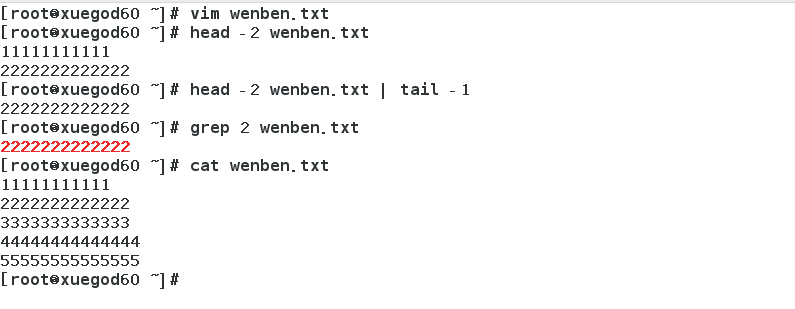 [root@xuegod60 ~]# vim wenben.txt
[root@xuegod60 ~]# head -2 wenben.txt
11111111111
2222222222222
[root@xuegod60 ~]# head -2 wenben.txt | tail -1
2222222222222
[root@xuegod60 ~]# grep 2 wenben.txt
2222222222222
[root@xuegod60 ~]# cat wenben.txt
11111111111
2222222222222
3333333333333
44444444444444
55555555555555
[root@xuegod60 ~]#